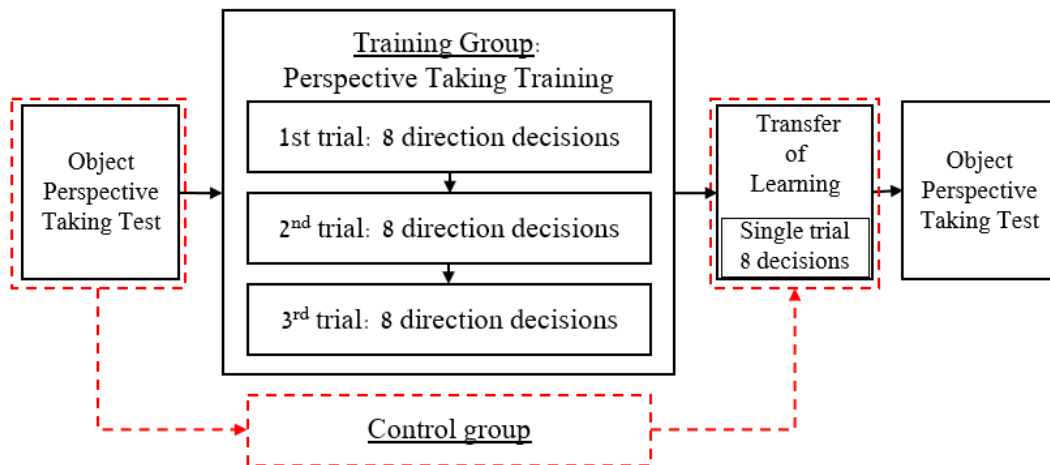 Object
Perspective
Taking Test
Training Group:
Perspective Taking Training
1st trial: 8 direction decisions
2nd trial: 8 direction decisions
3rd trial: 8 direction decisions
Transfer
of
Learning
Single trial
8 decisions
Object
Perspective
Taking Test
Control group